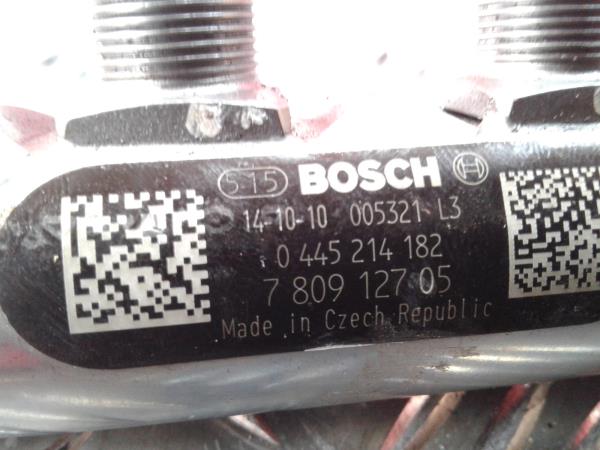 515 BOSCH
14-10-10 005321 L3
0 445 214 182
7 809 127 05
Made in Czech Republic